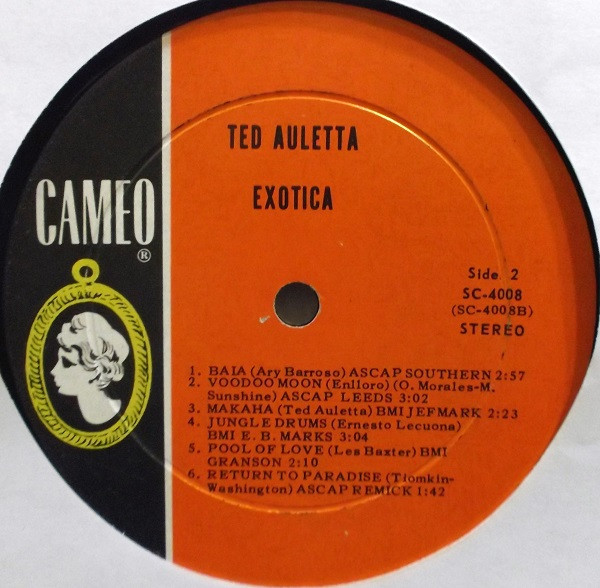 TED AULETTA
EXOTICA
CAMEO
®
Side 2
SC-4008
(SC-4008B)
STEREO
1. BAIA (Ary Barroso) ASCAP SOUTHERN 2:57
2. VOODOO MOON (Enlloro) (O. Morales-M.
Sunshine) ASCAP LEEDS 3:02
3. MAKAHA (Ted Auletta) BMI JEFMARK 2:23
4. JUNGLE DRUMS (Ernesto Lecuona)
BMI E. B. MARKS 3:04
5. POOL OF LOVE (Les Baxter) BMI
GRANSON 2:10
6. RETURN TO PARADISE (Tiomkin-
Washington) ASCAP REMICK 1:42